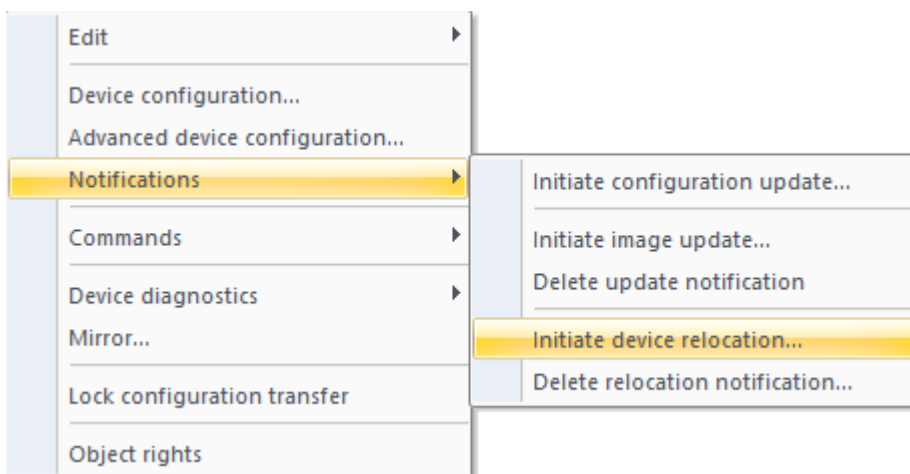 Edit
Device configuration...
Advanced device configuration...
Notifications
Commands
Device diagnostics
Mirror...
Lock configuration transfer
Object rights
Initiate configuration update...
Initiate image update...
Delete update notification
Initiate device relocation...
Delete relocation notification...